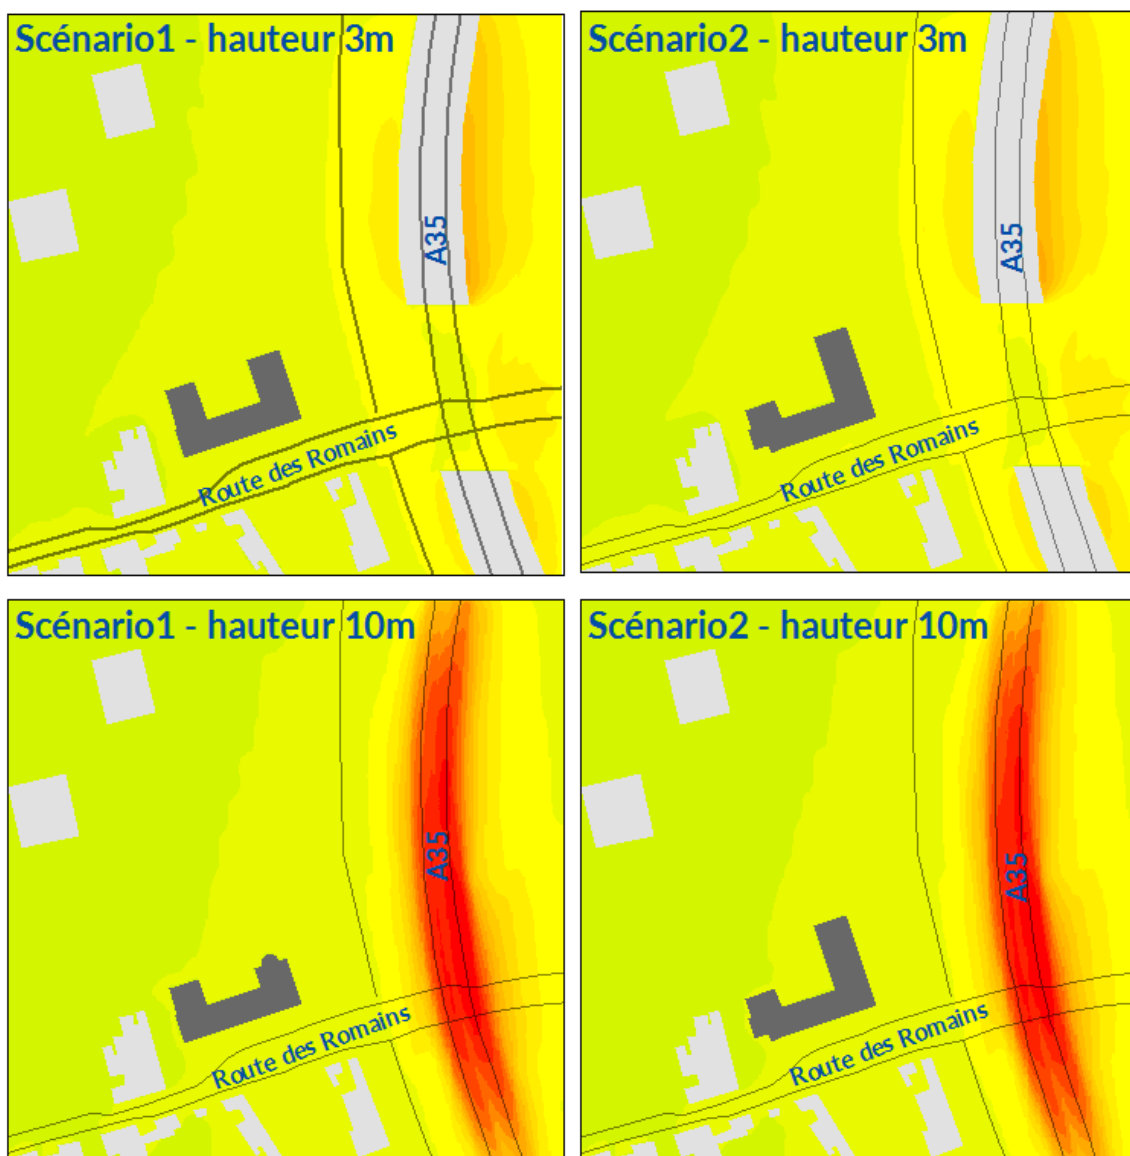 Scénario1 - hauteur 3m
A35
Route des Romains
Scénario2 - hauteur 3m
A35
Route des Romains
Scénario1 - hauteur 10m
A35
Route des Romains
Scénario2 - hauteur 10m
A35
Route des Romains